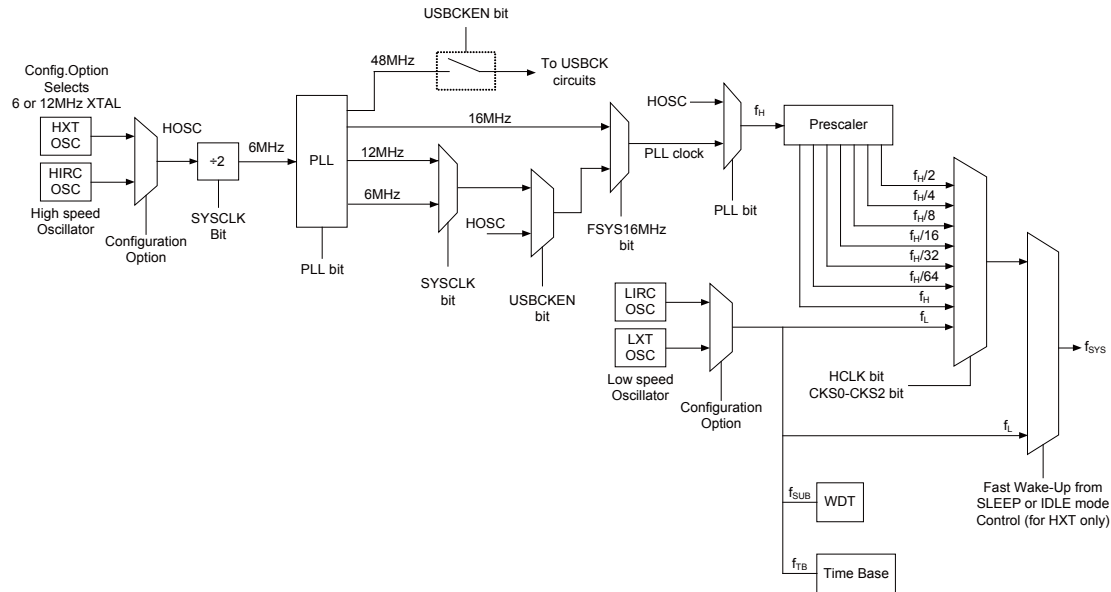 USBCKEN bit
48MHz
To USBCK
circuits
Config.Option
Selects
6 or 12MHz XTAL
HXT
OSC
HOSC
÷2
6MHz
HIRC
OSC
High speed
Oscillator
Configuration
Option
SYSCLK
Bit
PLL
PLL bit
16MHz
12MHz
6MHz
HOSC
SYSCLK
bit
USBCKEN
bit
FSYS16MHz
bit
HOSC
PLL clock
PLL bit
fH
Prescaler
fH/2
fH/4
fH/8
fH/16
fH/32
fH/64
fH
fL
LIRC
OSC
LXT
OSC
Low speed
Oscillator
Configuration
Option
HCLK bit
CKS0-CKS2 bit
fSYS
fL
Fast Wake-Up from
SLEEP or IDLE mode
Control (for HXT only)
fSUB
WDT
fTB
Time Base